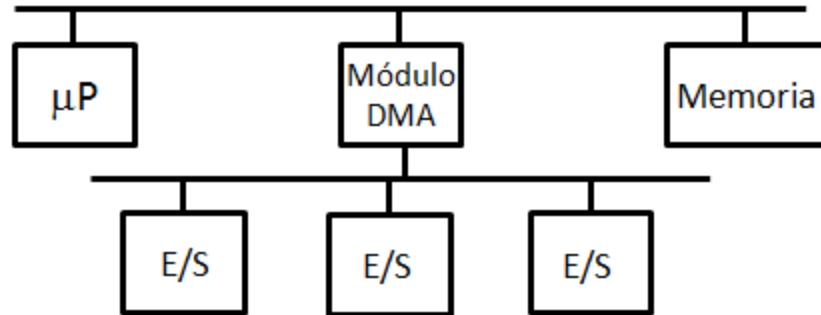 μP
Módulo
DMA
Memoria
E/S
E/S
E/S